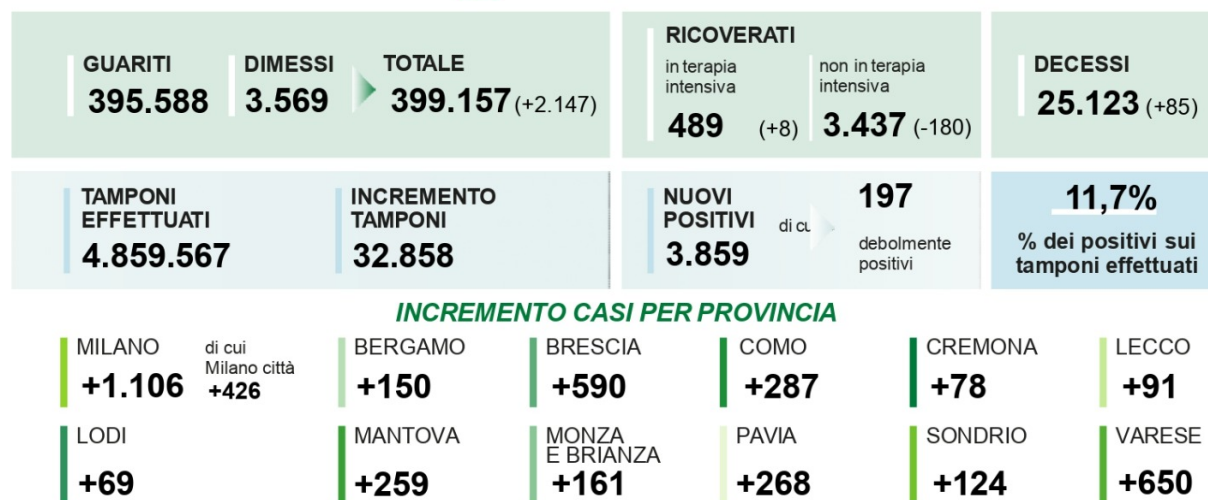 GUARITI
395.588
DIMESSI
3.569
TOTALE
399.157 (+2.147)
RICOVERATI
in terapia
intensiva
489 (+8)
non in terapia
intensiva
3.437 (-180)
DECESSI
25.123 (+85)
TAMPONI
EFFETTUATI
4.859.567
INCREMENTO
TAMPONI
32.858
NUOVI
POSITIVI
3.859
di cu
197
debolmente
positivi
11,7%
% dei positivi sui
tamponi effettuati
INCREMENTO CASI PER PROVINCIA
MILANO
+1.106
di cui
Milano città
+426
BERGAMO
+150
BRESCIA
+590
COMO
+287
CREMONA
+78
LECCO
+91
LODI
+69
MANTOVA
+259
MONZA
E BRIANZA
+161
PAVIA
+268
SONDRIO
+124
VARESE
+650